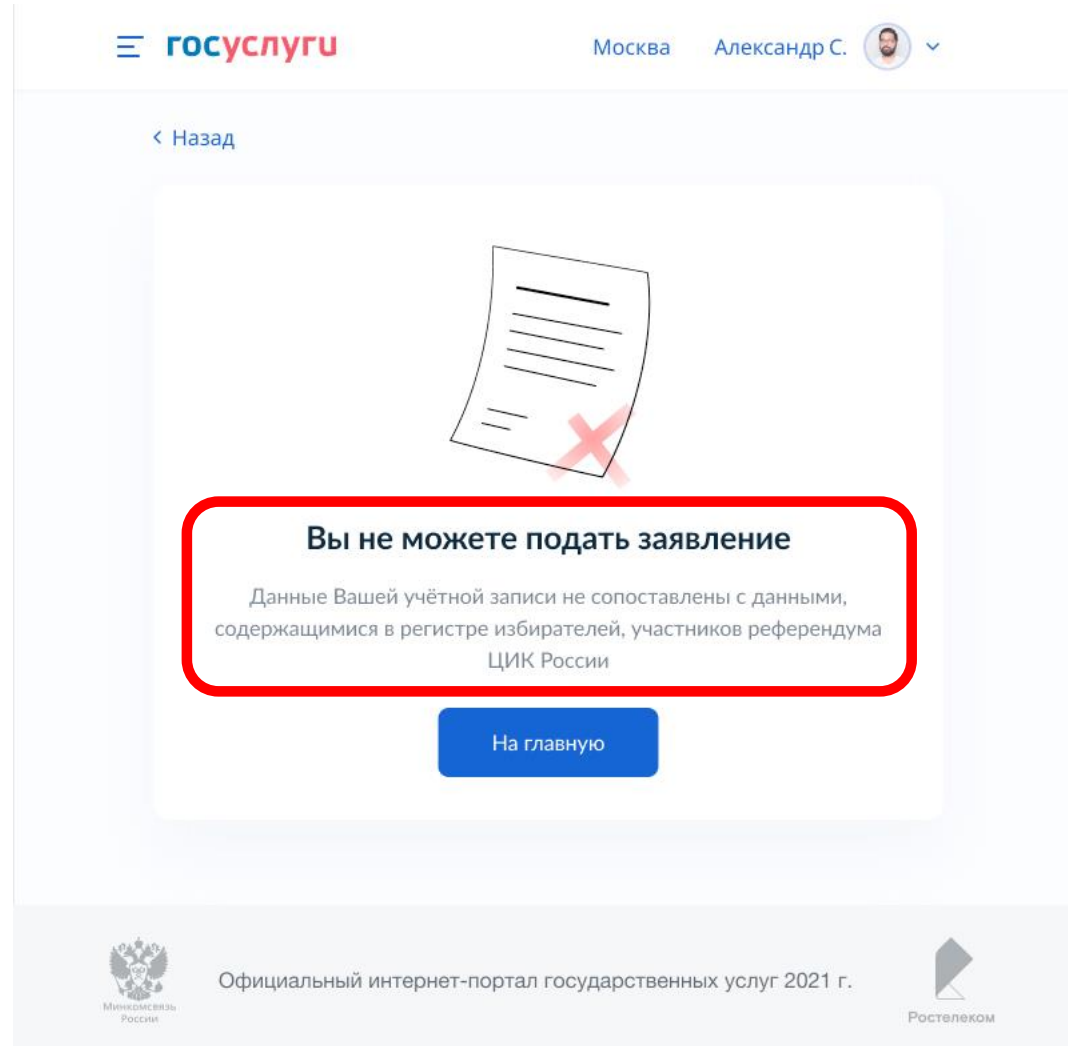 госуслуги Москва Александр С.
Назад
Вы не можете подать заявление
Данные Вашей учётной записи не сопоставлены с данными,
содержащимися в регистре избирателей, участников референдума
ЦИК России
На главную
Официальный интернет-портал государственных услуг 2021 г.
Минкомсвязь
России
Ростелеком